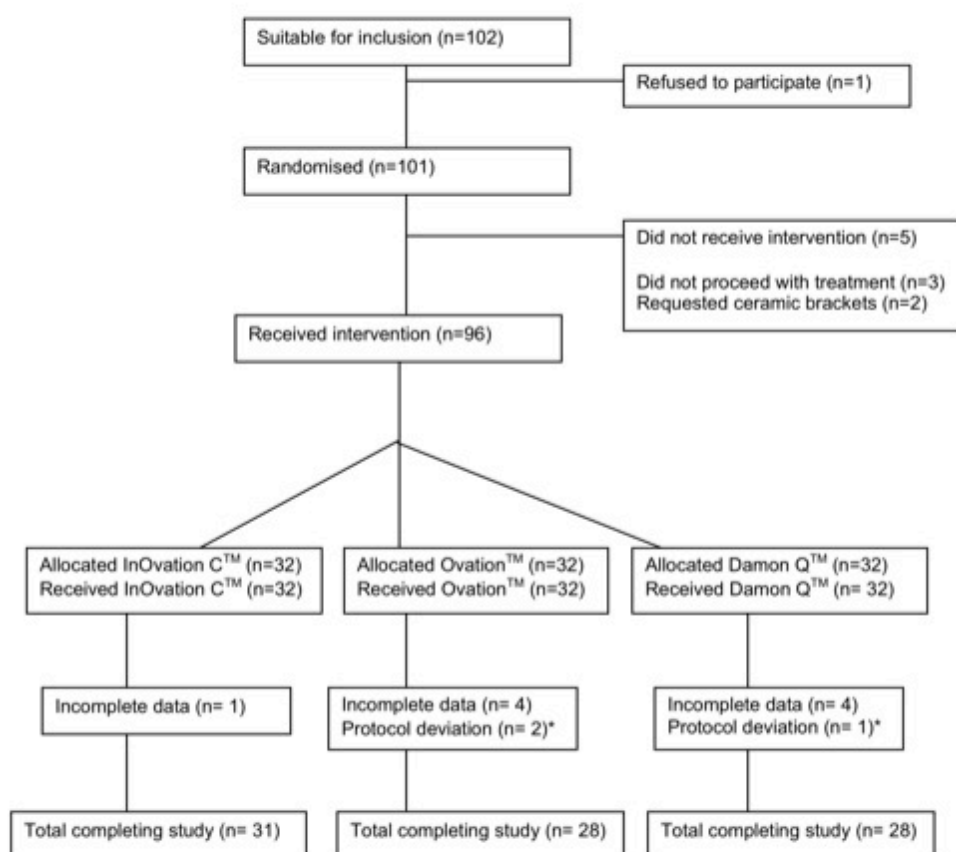 Suitable for inclusion (n=102)
Refused to participate (n=1)
Randomised (n=101)
Did not receive intervention (n=5)
Did not proceed with treatment (n=3)
Requested ceramic brackets (n=2)
Received intervention (n=96)
Allocated InOvation C™ (n=32)
Received InOvation C™ (n=32)
Allocated Ovation™ (n=32)
Received Ovation™ (n=32)
Allocated Damon Q™ (n=32)
Received Damon Q™ (n= 32)
Incomplete data (n= 1)
Incomplete data (n= 4)
Protocol deviation (n= 2)*
Incomplete data (n= 4)
Protocol deviation (n= 1)*
Total completing study (n= 31)
Total completing study (n= 28)
Total completing study (n= 28)